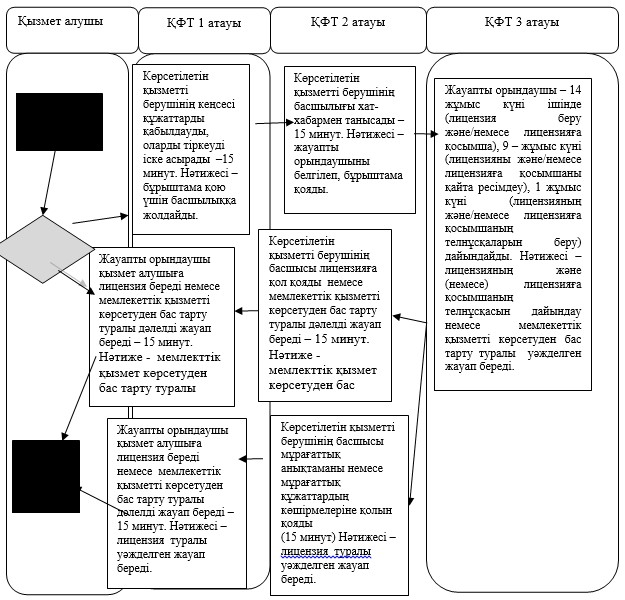 Қызмет алушы
ҚФТ 1 атауы
ҚФТ 2 атауы
ҚФТ 3 атауы
Көрсетілетін
қызметті
берушінің кеңсесі
құжаттарды
қабылдауды,
оларды тіркеуді
іске асырады –15
минут. Нәтижесі –
бұрыштама қою
үшін басшылыққа
жолдайды.
Көрсетілетін
қызметті берушінің
басшылығы хат-
хабармен танысады –
15 минут. Нәтижесі –
жауапты
орындаушыны
белгілеп, бұрыштама
қояды.
Жауапты орындаушы – 14
жұмыс күні ішінде
(лицензия беру
және/немесе лицензияға
қосымша), 9 – жұмыс күні
(лицензияны және/немесе
лицензияға қосымшаны
қайта ресімдеу), 1 жұмыс
күні (лицензияның
және/немесе лицензияға
қосымшаның
телнұсқаларын беру)
дайындайды. Нәтижесі –
лицензияның және
(немесе) лицензияға
қосымшаның
телнұсқасын дайындау
немесе мемлекеттік
қызметті көрсетуден бас
тарту туралы уәжделген
жауап береді.
Жауапты орындаушы
қызмет алушыға
лицензия береді немесе
мемлекеттік қызметті
көрсетуден бас тарту
туралы дәлелді жауап
береді – 15 минут.
Нәтиже - мемлекттік
қызмет көрсетуден
бас тарту туралы
Көрсетілетін
қызметті берушінің
басшысы лицензияға
қол қояды немесе
мемлекеттік қызметті
көрсетуден бас тарту
туралы дәлелді жауап
береді – 15 минут.
Нәтиже -
мемлекттік қызмет
көрсетуден бас
Жауапты орындаушы
қызмет алушыға
лицензия береді
немесе мемлекеттік
қызметті көрсетуден
бас тарту туралы
дәлелді жауап береді –
15 минут. Нәтижесі –
лицензия туралы
уәжделген жауап
береді.
Көрсетілетін қызметті
берушінің басшысы
мұрағаттық
анықтаманы немесе
мұрағаттық
құжаттардың
көшірмелеріне қолын
қояды
(15 минут) Нәтижесі –
лицензия туралы
уәжделген жауап
береді.